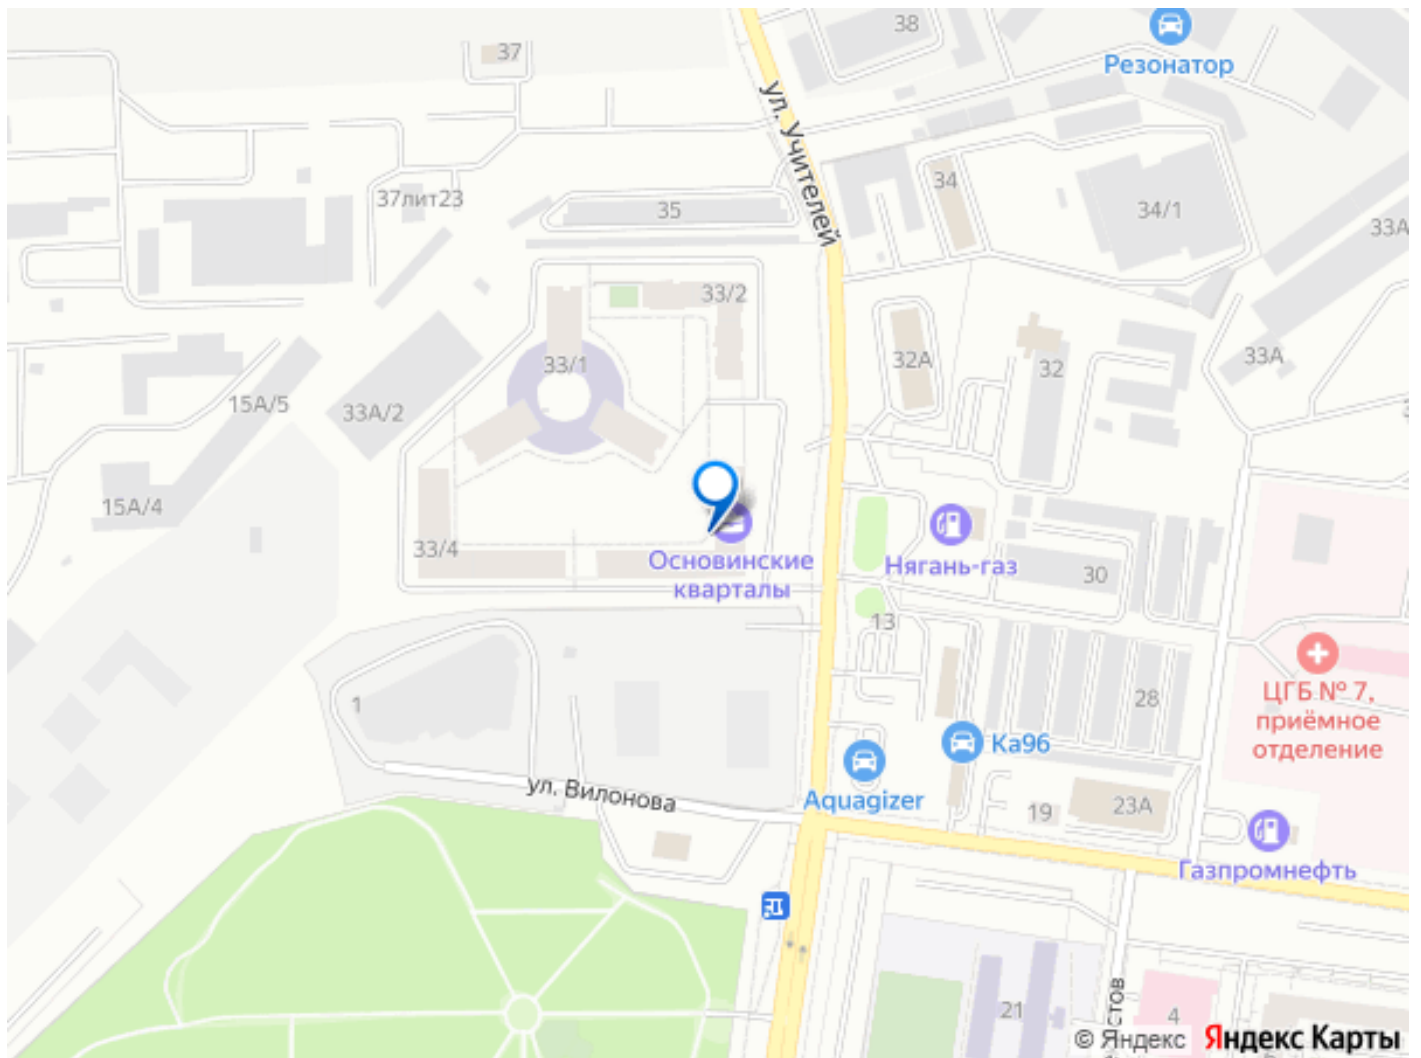 38
37
Резонатор
ул. Учителей
34
37лит23
35
34/1
33А
33/2
33/1
32А
32
33А
15А/5
33А/2
15А/4
33/4
Основинские
кварталы
Нягань-газ
30
13
1
28
ЦГБ № 7,
приёмное
отделение
Ка96
ул. Вилонова
Aquagizer
19
23А
Газпромнефть
21
4
© Яндекс
Яндекс Карты